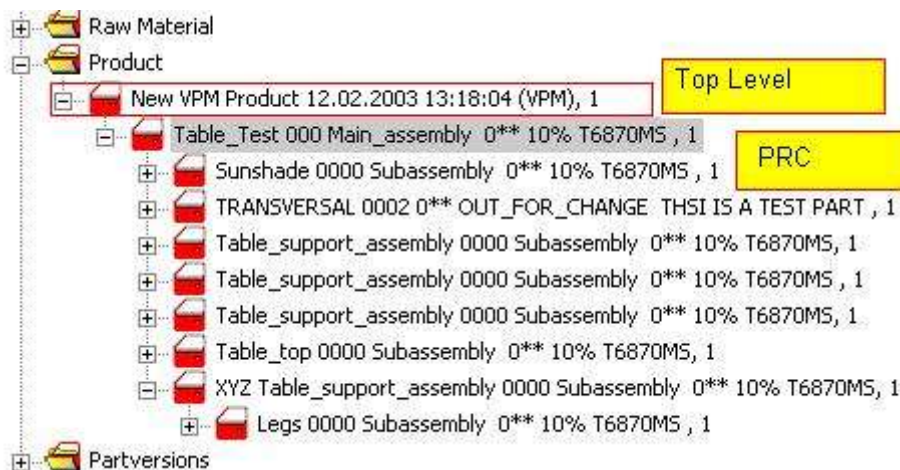 Raw Material
Product
New VPM Product 12.02.2003 13:18:04 (VPM), 1
Top Level
Table_Test 000 Main_assembly 0** 10% T6870MS , 1
PRC
Sunshade 0000 Subassembly 0** 10% T6870MS , 1
TRANSVERSAL 0002 0** OUT_FOR_CHANGE THSI IS A TEST PART , 1
Table_support_assembly 0000 Subassembly 0** 10% T6870MS, 1
Table_support_assembly 0000 Subassembly 0** 10% T6870MS , 1
Table_support_assembly 0000 Subassembly 0** 10% T6870MS, 1
Table_top 0000 Subassembly 0** 10% T6870MS, 1
XYZ Table_support_assembly 0000 Subassembly 0** 10% T6870MS, 1
Legs 0000 Subassembly 0** 10% T6870MS , 1
Partversions